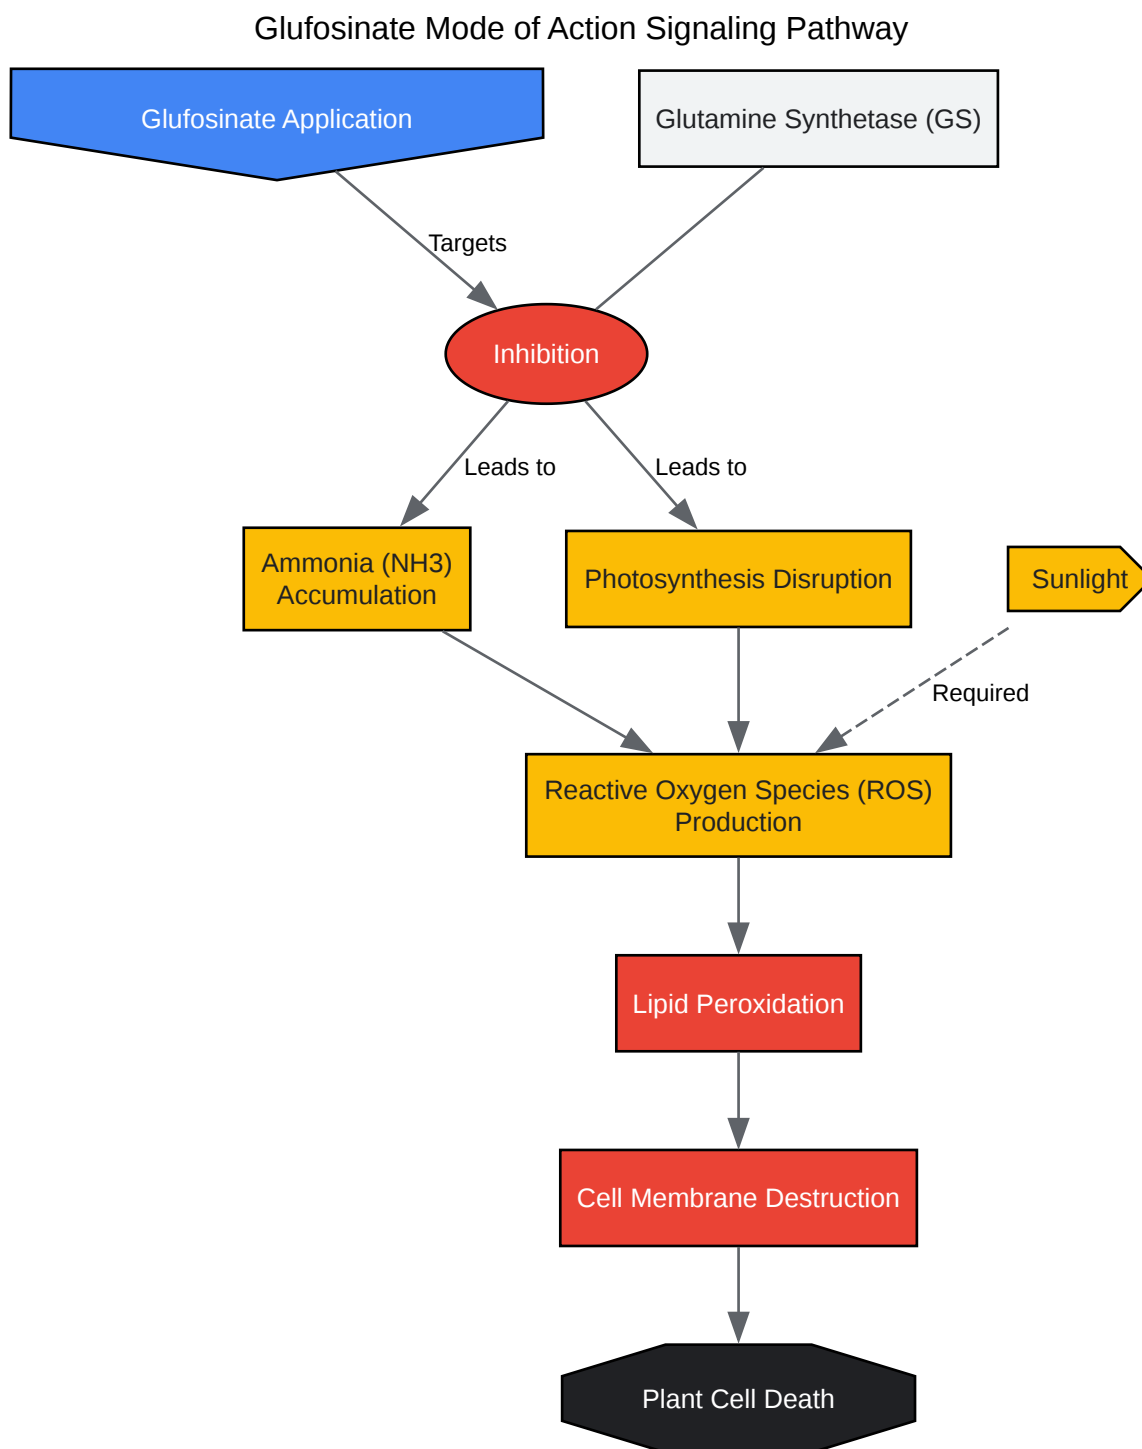 Glufosinate Mode of Action Signaling Pathway
Glufosinate Application
Glutamine Synthetase (GS)
Targets
Inhibition
Leads to
Leads to
Ammonia (NH3)
Accumulation
Photosynthesis Disruption
Sunlight
Required
Reactive Oxygen Species (ROS)
Production
Lipid Peroxidation
Cell Membrane Destruction
Plant Cell Death